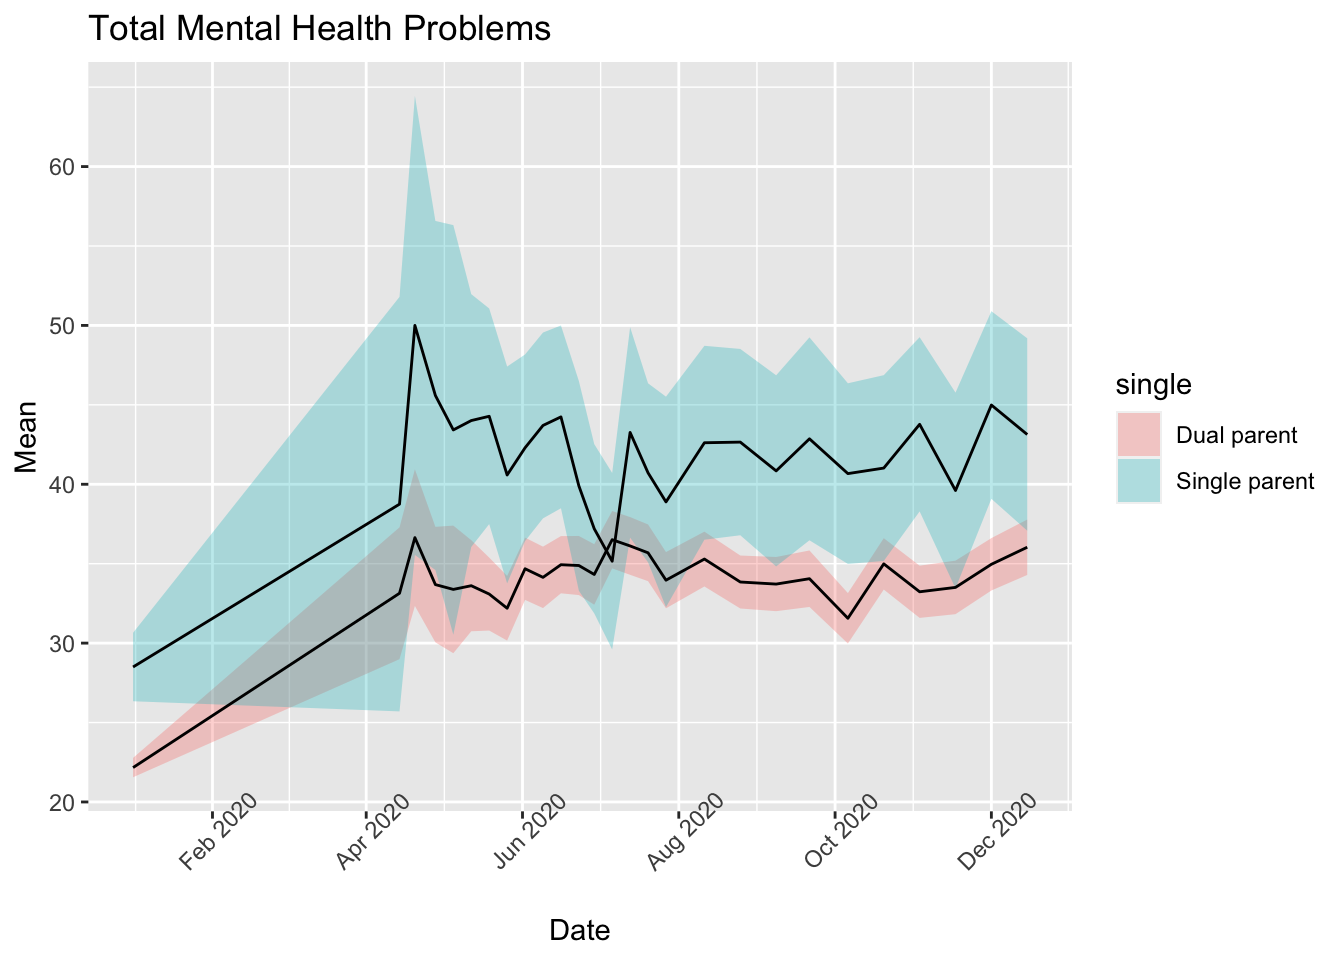 Total Mental Health Problems
Mean
60
50
40
30
20
Feb 2020
Apr 2020
Jun 2020
Aug 2020
Oct 2020
Dec 2020
Date
single
Dual parent
Single parent